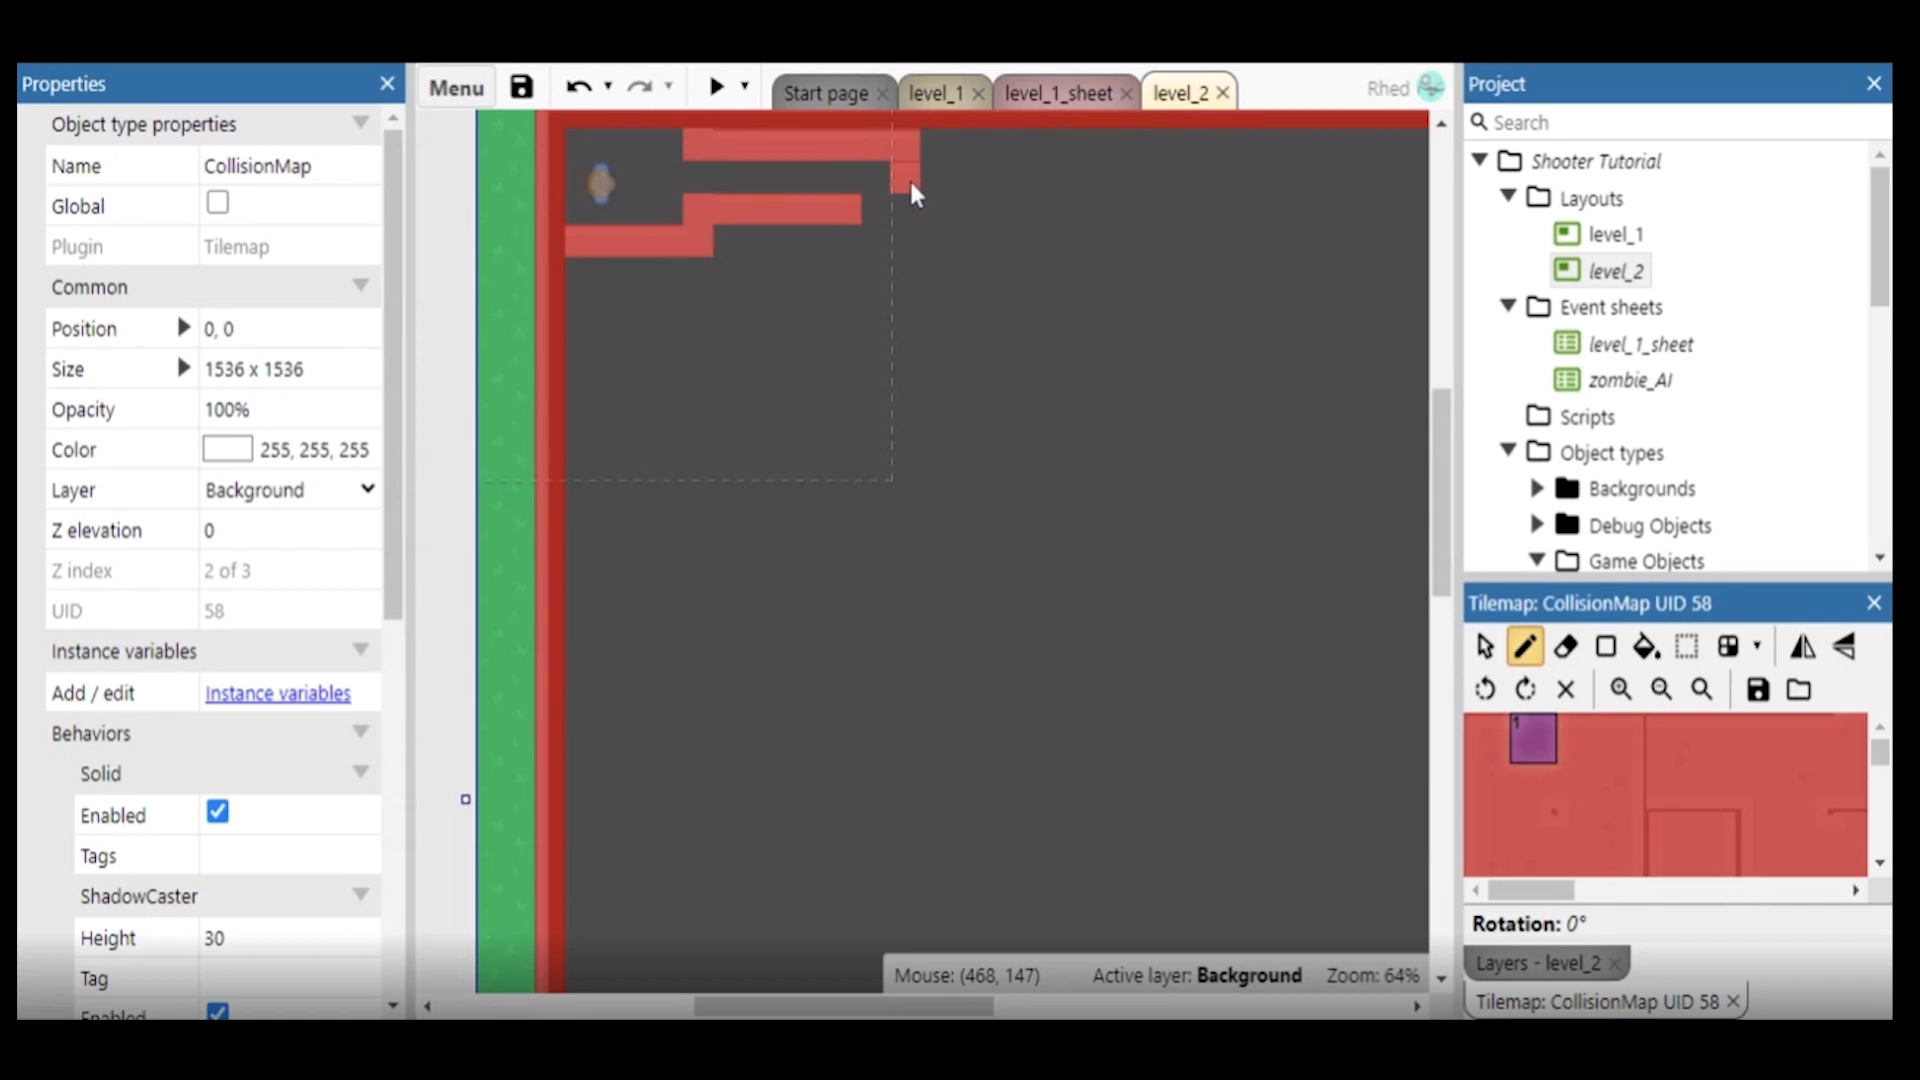 Properties
Object type properties
Name CollisionMap
Global
Plugin Tilemap
Common
Position 0, 0
Size 1536 x 1536
Opacity 100%
Color 255, 255, 255
Layer Background
Z elevation 0
Z index 2 of 3
UID 58
Instance variables
Add / edit Instance variables
Behaviors
Solid
Enabled
Tags
ShadowCaster
Height 30
Tag
Enabled
Menu
Start page
level_1
level_1_sheet
level_2
Rhed
Mouse: (468, 147) Active layer: Background Zoom: 64%
Project
Search
Shooter Tutorial
Layouts
level_1
level_2
Event sheets
level_1_sheet
zombie_AI
Scripts
Object types
Backgrounds
Debug Objects
Game Objects
Tilemap: CollisionMap UID 58
1
Rotation: 0°
Layers - level_2
Tilemap: CollisionMap UID 58